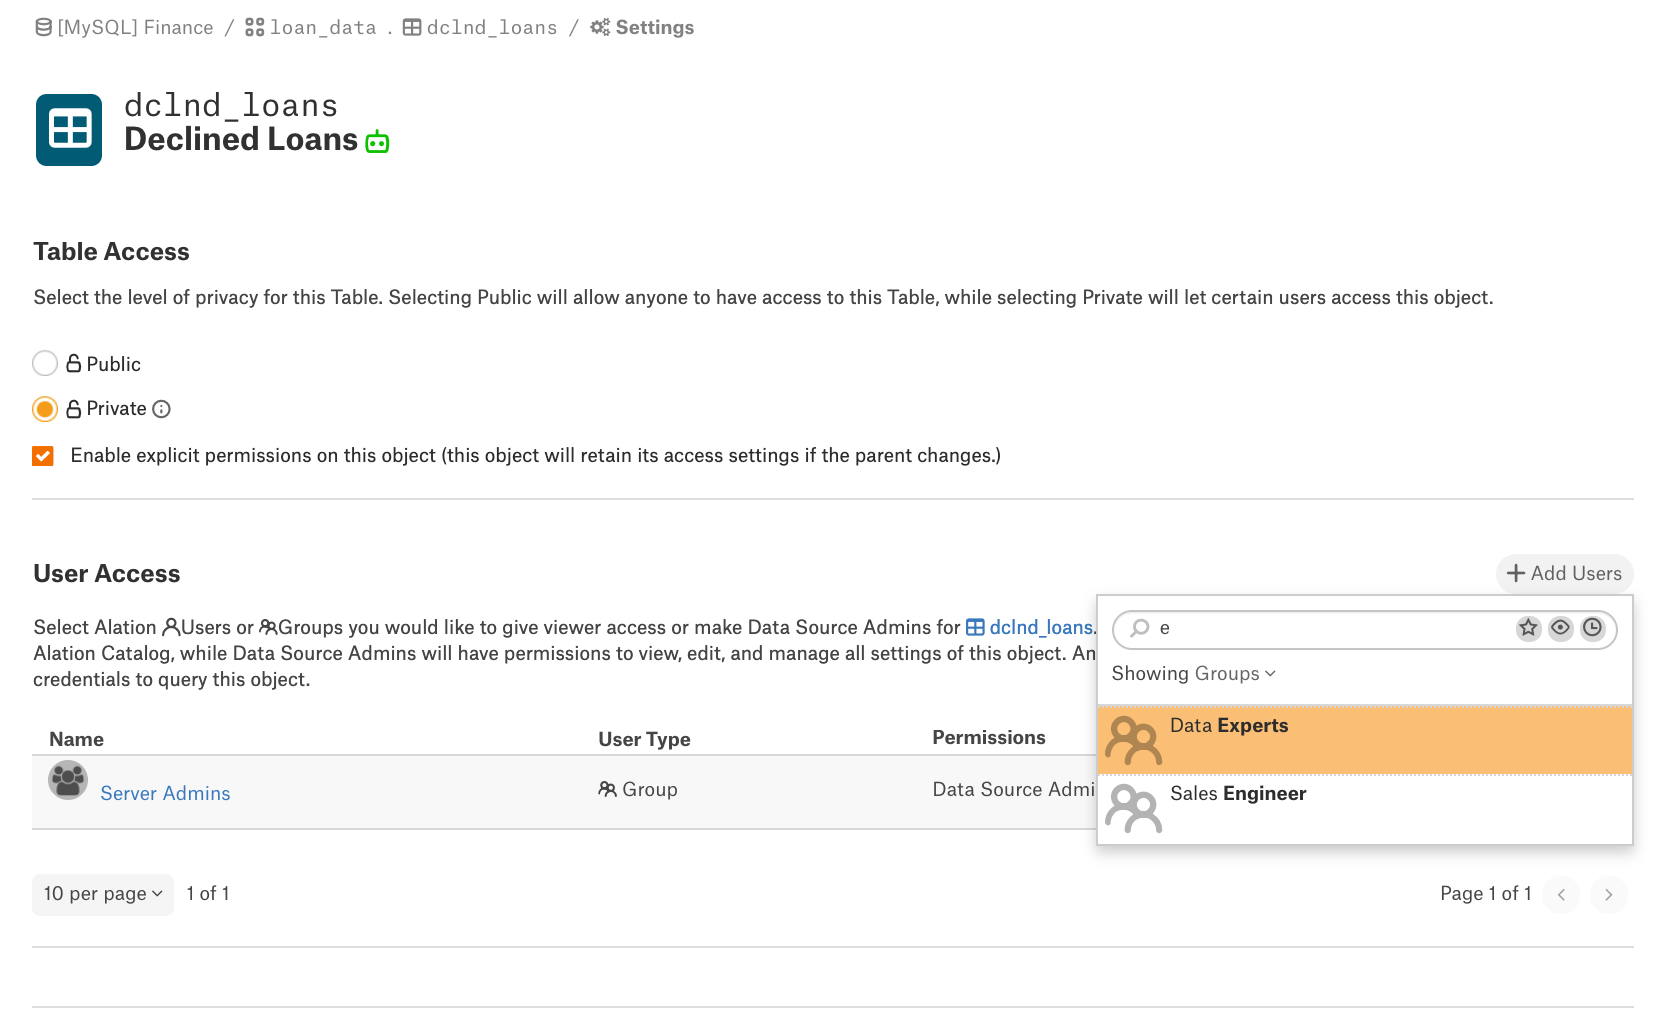 [MySQL] Finance / loan_data . dclnd_loans / Settings
dclnd_loans
Declined Loans
Table Access
Select the level of privacy for this Table. Selecting Public will allow anyone to have access to this Table, while selecting Private will let certain users access this object.
Public
Private
Enable explicit permissions on this object (this object will retain its access settings if the parent changes.)
User Access
+ Add Users
Select Alation Users or Groups you would like to give viewer access or make Data Source Admins for dclnd_loans.
Alation Catalog, while Data Source Admins will have permissions to view, edit, and manage all settings of this object. An
credentials to query this object.
e
Showing Groups
Data Experts
Sales Engineer
Name User Type Permissions
Server Admins Group Data Source Admi
10 per page 1 of 1 Page 1 of 1